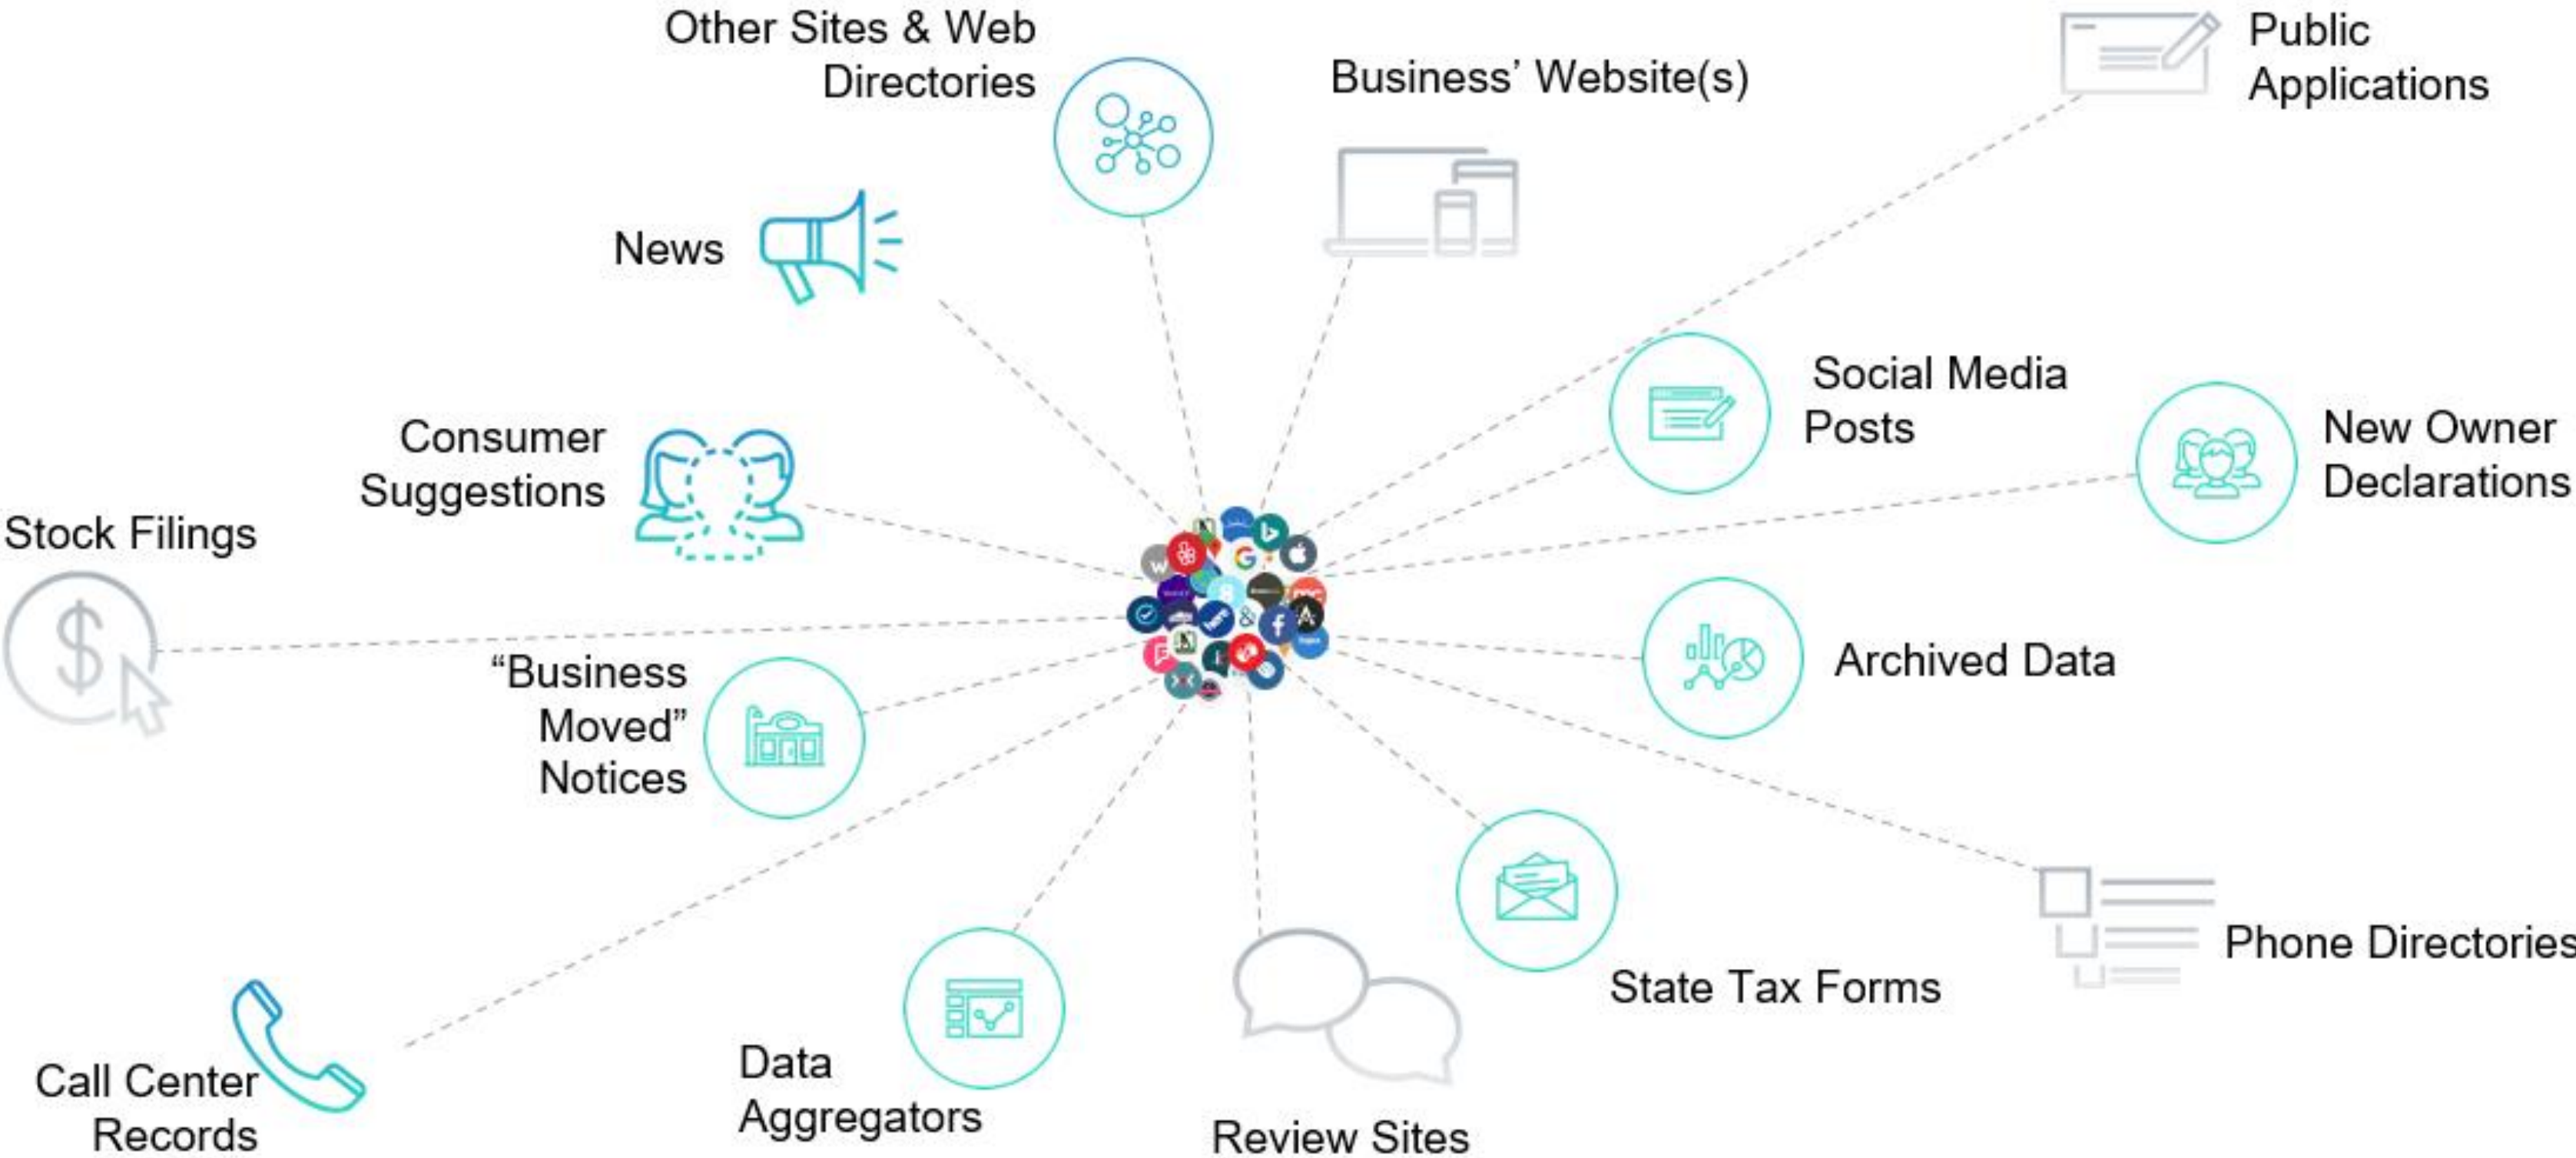 Other Sites & Web
Directories
Business’ Website(s)
Public
Applications
News
Social Media
Posts
Consumer
Suggestions
New Owner
Declarations
Stock Filings
“Business
Moved”
Notices
Archived Data
Phone Directories
State Tax Forms
Call Center
Records
Data
Aggregators
Review Sites
here